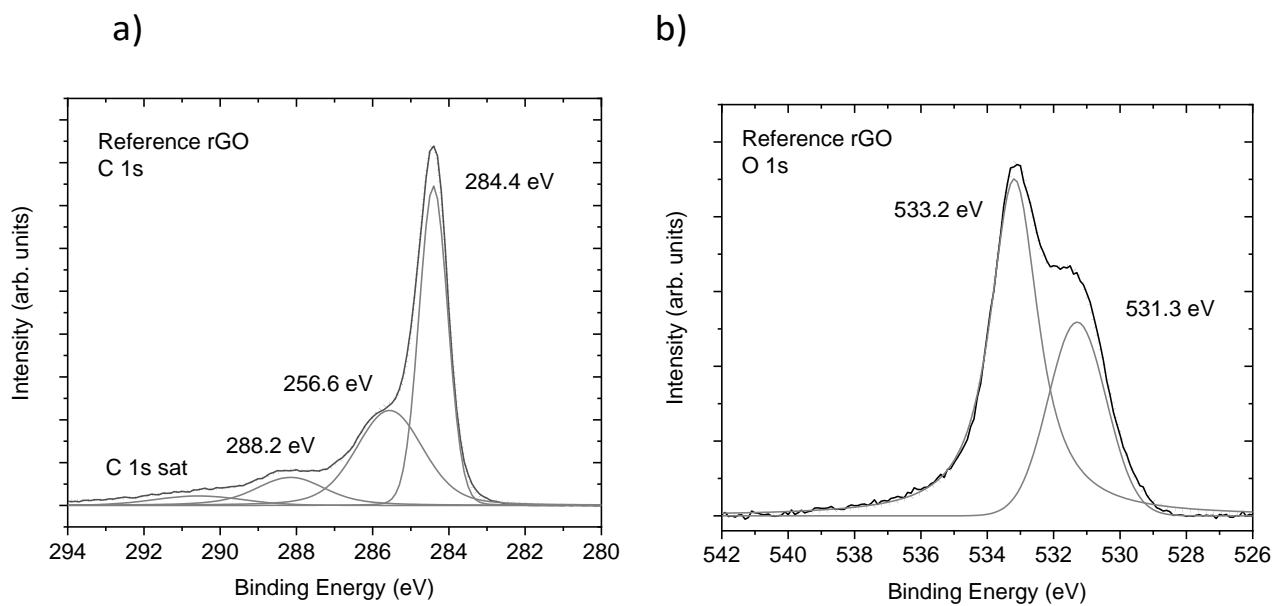 a)
Reference rGO
C 1s
284.4 eV
256.6 eV
288.2 eV
C 1s sat
Intensity (arb. units)
294 292 290 288 286 284 282 280
Binding Energy (eV)
b)
Reference rGO
O 1s
533.2 eV
531.3 eV
Intensity (arb. units)
542 540 538 536 534 532 530 528 526
Binding Energy (eV)